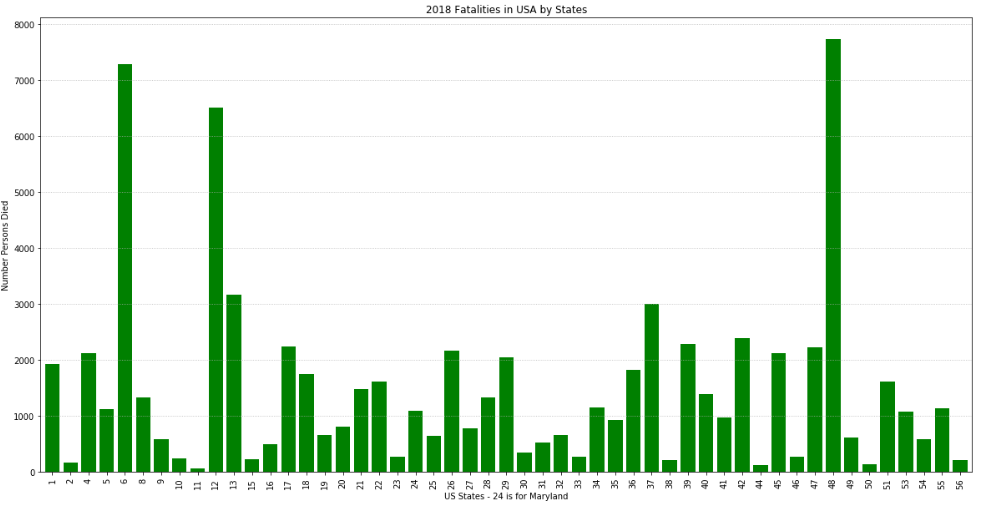 2018 Fatalities in USA by States
8000
7000
6000
5000
4000
3000
2000
1000
0
Number Persons Died
1 2 4 5 6 8 9 10 11 12 13 15 16 17 18 19 20 21 22 23 24 25 26 27 28 29 30 31 32 33 34 35 36 37 38 39 40 41 42 44 45 46 47 48 49 50 51 53 54 55 56
US States - 24 is for Maryland